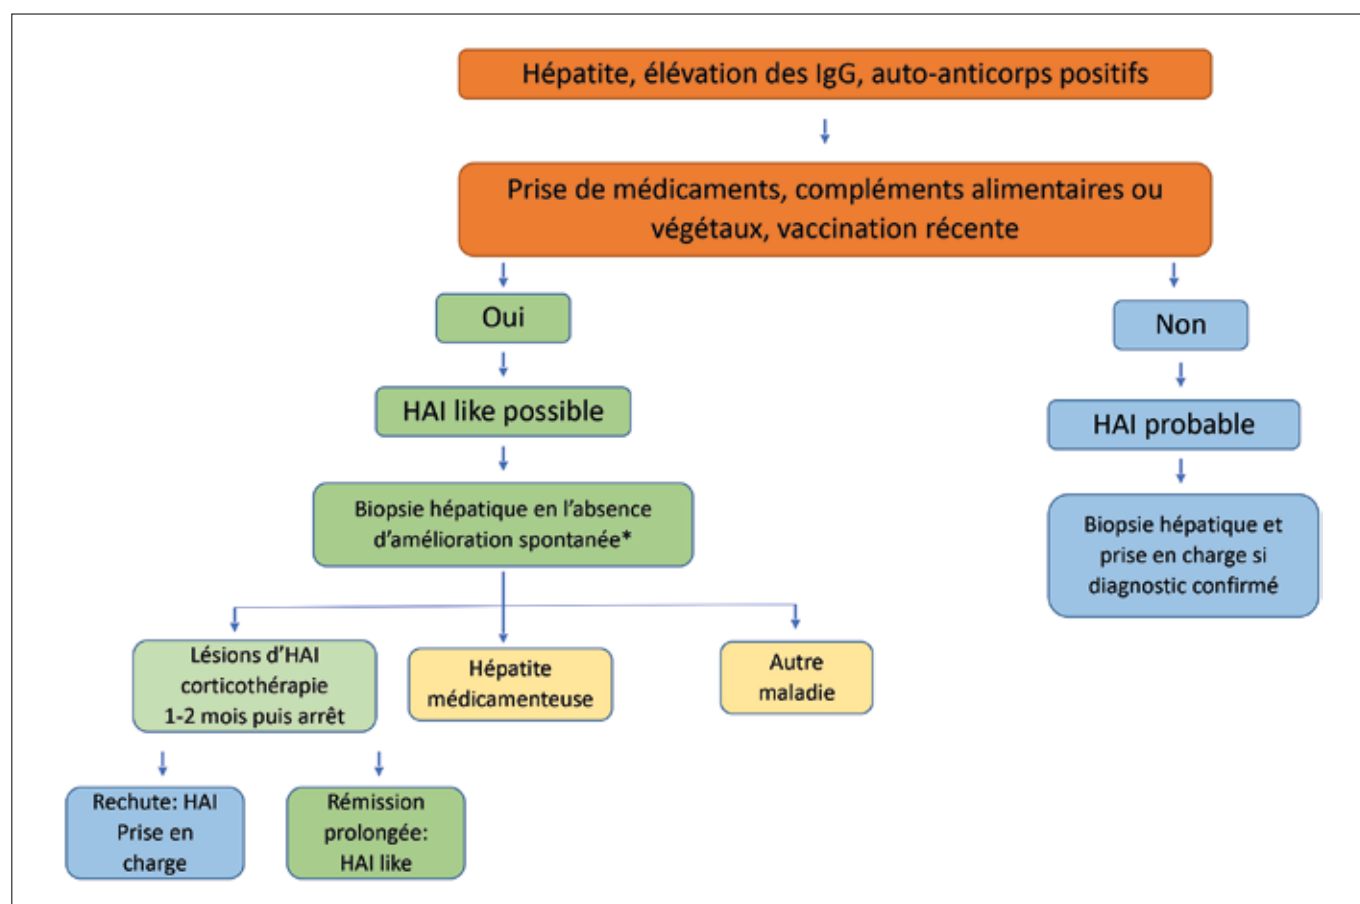 Hépatite, élévation des IgG, auto-anticorps positifs
Prise de médicaments, compléments alimentaires ou
végétaux, vaccination récente
Oui
Non
HAI like possible
HAI probable
Biopsie hépatique en l'absence
d'amélioration spontanée*
Biopsie hépatique et
prise en charge si
diagnostic confirmé
Lésions d'HAI
corticothérapie
1-2 mois puis arrêt
Hépatite
médicamenteuse
Autre
maladie
Rechute: HAI
Prise en
charge
Rémission
prolongée:
HAI like